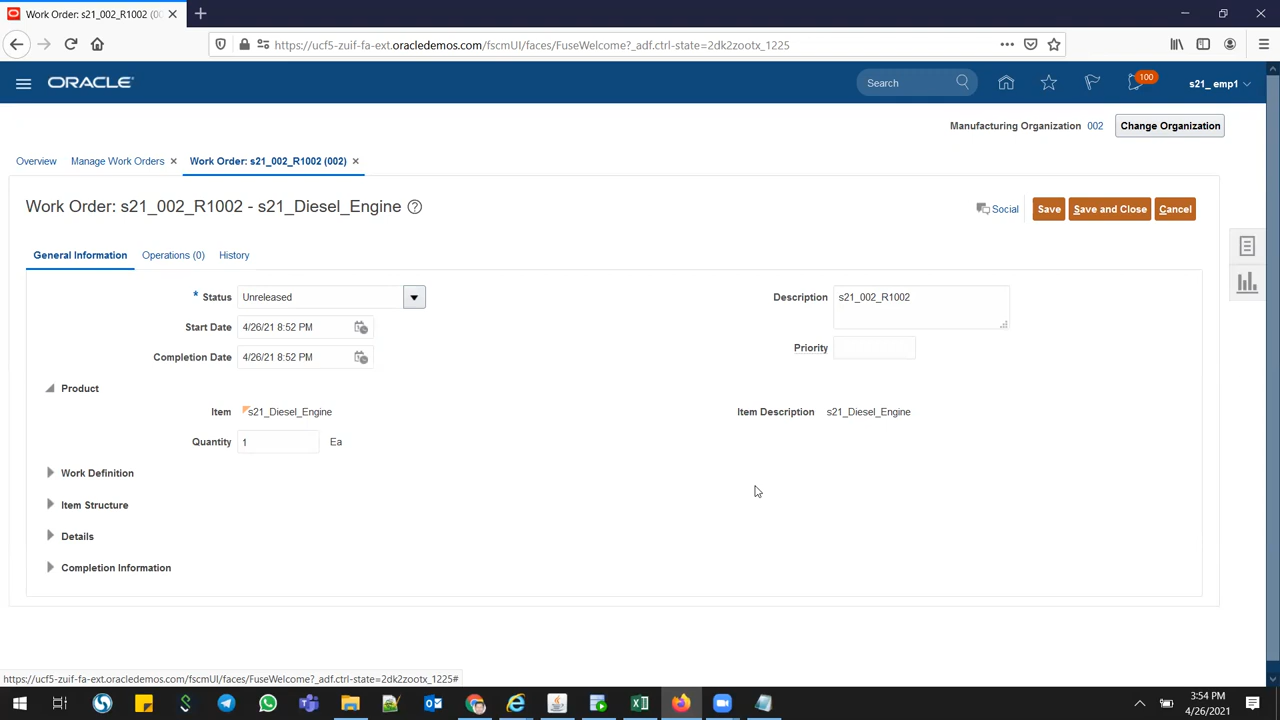 Work Order: s21_002_R1002 (00
https://ucf5-zuif-fa-ext.oracledemos.com/fscmUI/faces/FuseWelcome?_adf.ctrl-state=2dk2zootx_1225
ORACLE
Search
100
s21_ emp1
Manufacturing Organization 002 Change Organization
Overview Manage Work Orders Work Order: s21_002_R1002 (002)
Work Order: s21_002_R1002 - s21_Diesel_Engine
Social Save Save and Close Cancel
General Information Operations (0) History
* Status Unreleased
Description s21_002_R1002
Start Date 4/26/21 8:52 PM
Priority
Completion Date 4/26/21 8:52 PM
Product
Item s21_Diesel_Engine
Item Description s21_Diesel_Engine
Quantity 1 Ea
Work Definition
Item Structure
Details
Completion Information
https://ucf5-zuif-fa-ext.oracledemos.com/fscmUI/faces/FuseWelcome?_adf.ctrl-state=2dk2zootx_1225#
3:54 PM
4/26/2021